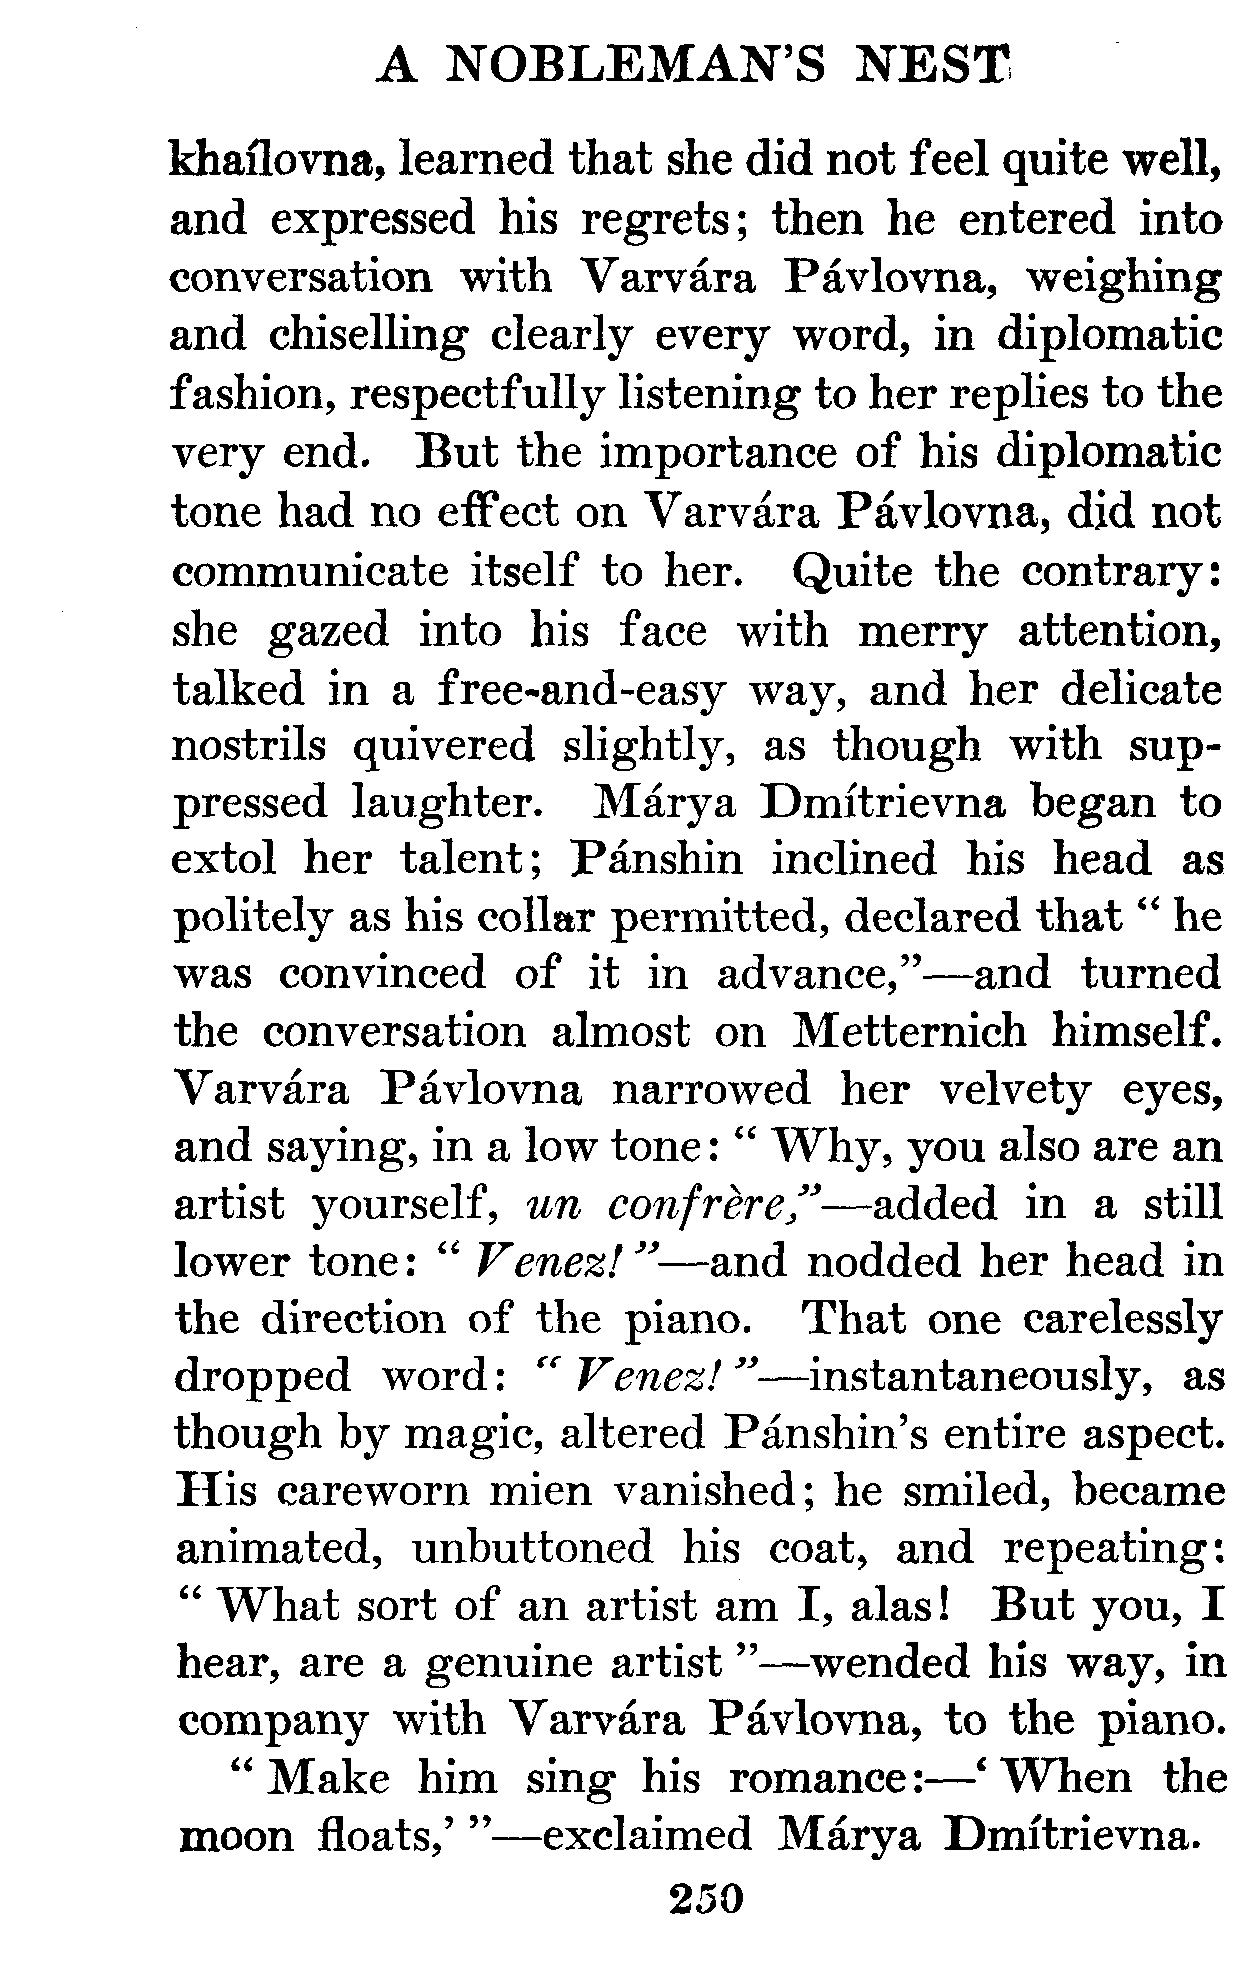 A NOBLEMAN'S NEST
khaílovna, learned that she did not feel quite well,
and expressed his regrets; then he entered into
conversation with Varvára Pávlovna, weighing
and chiselling clearly every word, in diplomatic
fashion, respectfully listening to her replies to the
very end. But the importance of his diplomatic
tone had no effect on Varvára Pávlovna, did not
communicate itself to her. Quite the contrary:
she gazed into his face with merry attention,
talked in a free-and-easy way, and her delicate
nostrils quivered slightly, as though with sup-
pressed laughter. Márya Dmítrievna began to
extol her talent; Pánshin inclined his head as
politely as his collar permitted, declared that " he
was convinced of it in advance,"—and turned
the conversation almost on Metternich himself.
Varvára Pávlovna narrowed her velvety eyes,
and saying, in a low tone: " Why, you also are an
artist yourself, un confrère,"—added in a still
lower tone: " Venez! "—and nodded her head in
the direction of the piano. That one carelessly
dropped word: " Venez! "—instantaneously, as
though by magic, altered Pánshin's entire aspect.
His careworn mien vanished; he smiled, became
animated, unbuttoned his coat, and repeating:
" What sort of an artist am I, alas! But you, I
hear, are a genuine artist "—wended his way, in
company with Varvára Pávlovna, to the piano.
" Make him sing his romance:—' When the
moon floats,' "—exclaimed Márya Dmítrievna.
250